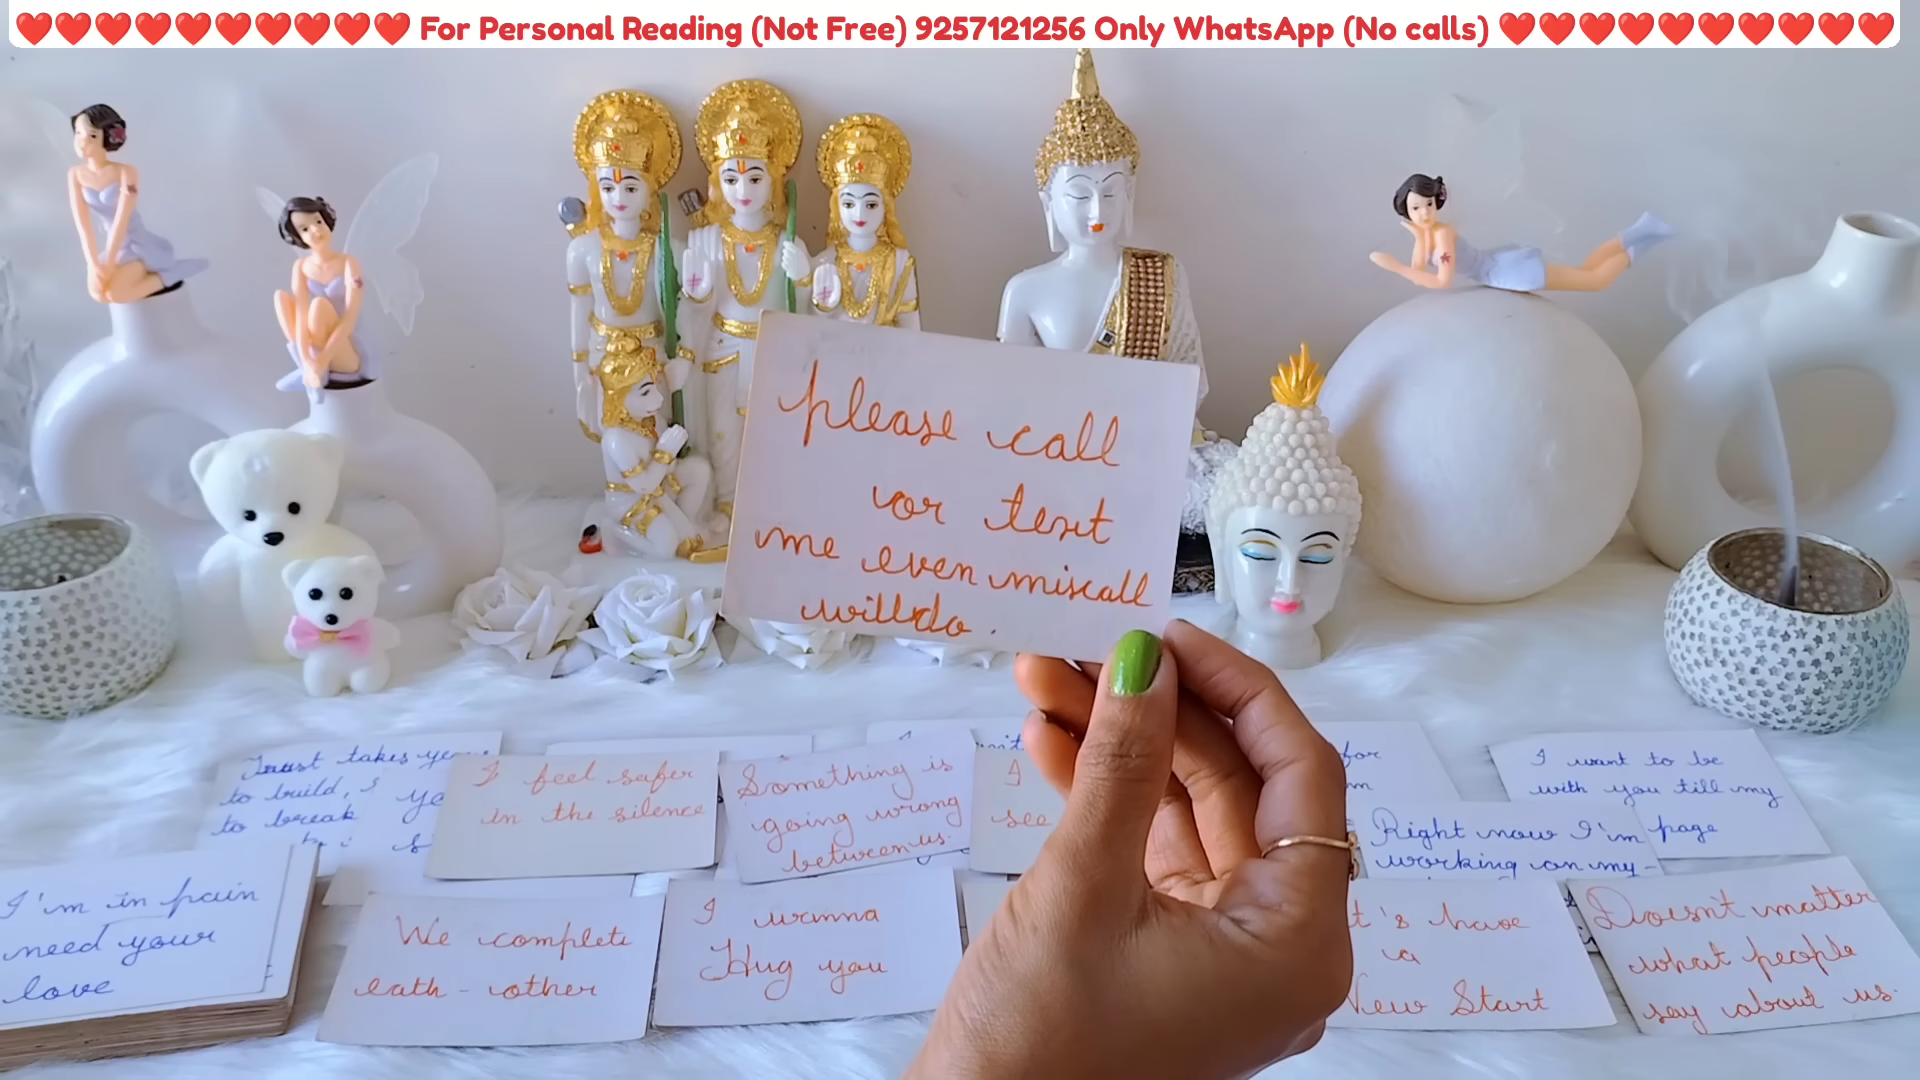 ❤️❤️❤️❤️❤️❤️❤️❤️❤️❤️ For Personal Reading (Not Free) 9257121256 Only WhatsApp (No calls) ❤️❤️❤️❤️❤️❤️❤️❤️❤️❤️
please call
or text
me even miscall
will do.
Trust takes
to build,
to break
I feel safer
in the silence
Something is
going wrong
between us.
I
see
for
I want to be
with you till my
page
Right now I'm
working on my-
I'm in pain
need your
love
We complete
eath-other
I wanna
Hug you
t's have
a
New Start
Doesn't matter
what people
say about us.